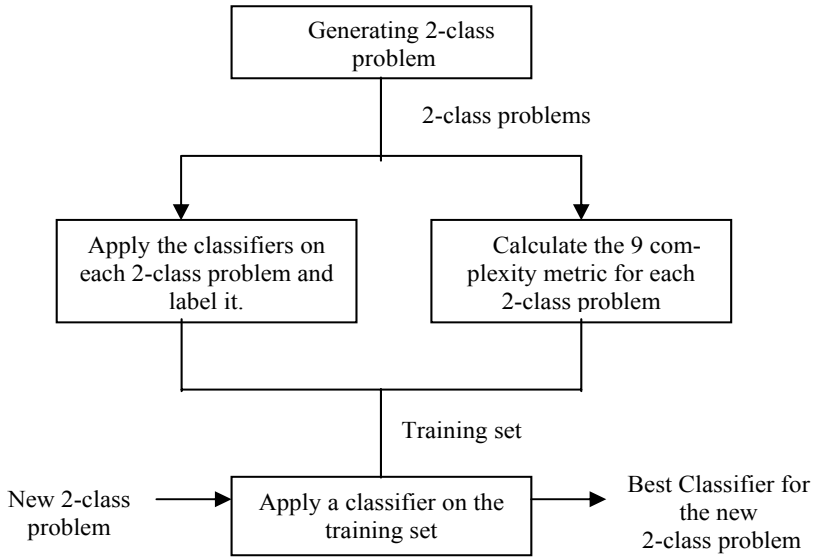 Generating 2-class
problem
2-class problems
Apply the classifiers on
each 2-class problem and
label it.
Calculate the 9 com-
plexity metric for each
2-class problem
Training set
New 2-class
problem
Apply a classifier on the
training set
Best Classifier for
the new
2-class problem